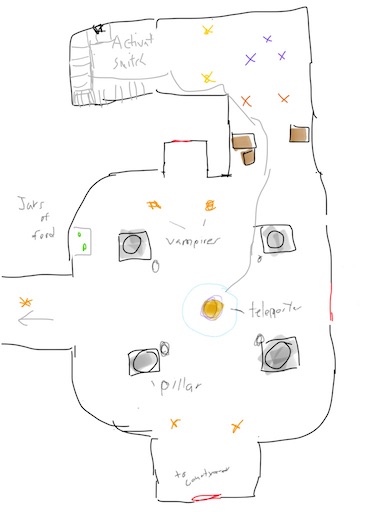 Activat
switch
Jars
of
food
vampires
teleporter
pillar
to